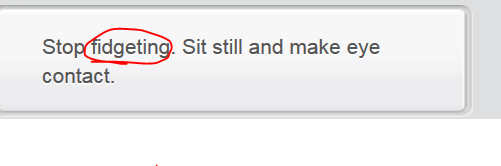 Stop fidgeting. Sit still and make eye
contact.